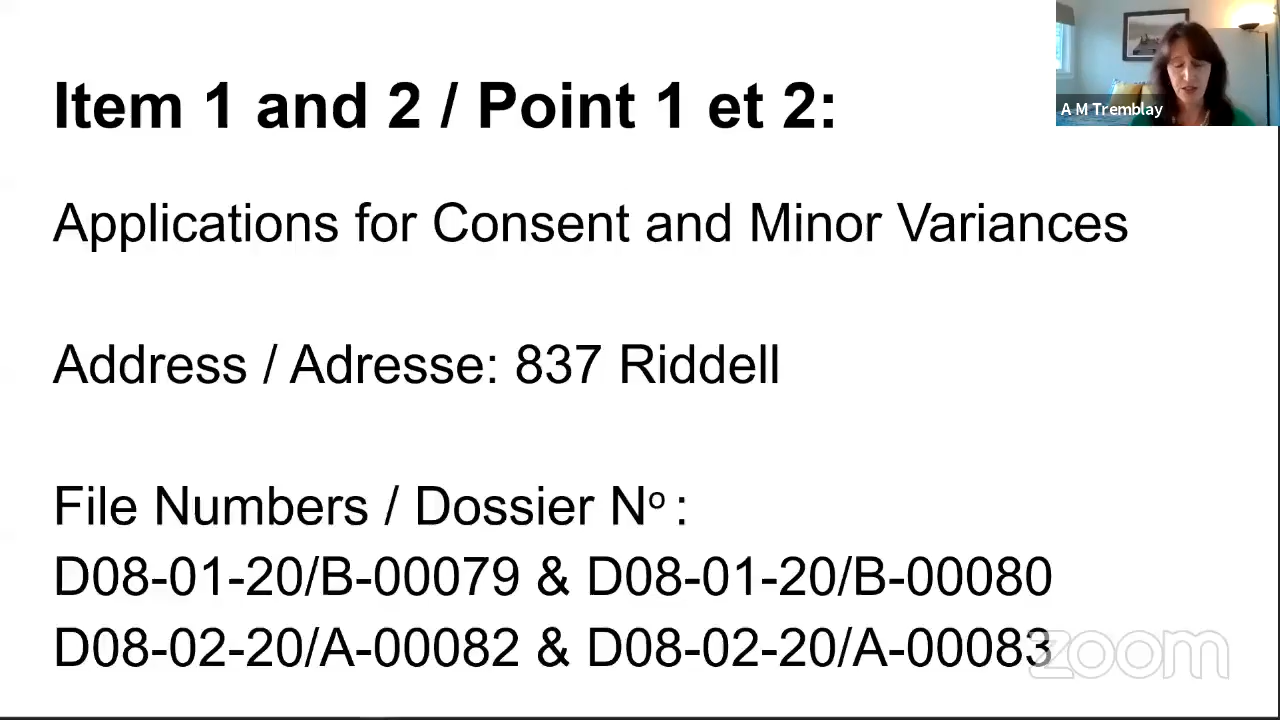 Item 1 and 2 / Point 1 et 2:
A M Tremblay
Applications for Consent and Minor Variances
Address / Adresse: 837 Riddell
File Numbers / Dossier Nº :
D08-01-20/B-00079 & D08-01-20/B-00080
D08-02-20/A-00082 & D08-02-20/A-00083
zoom